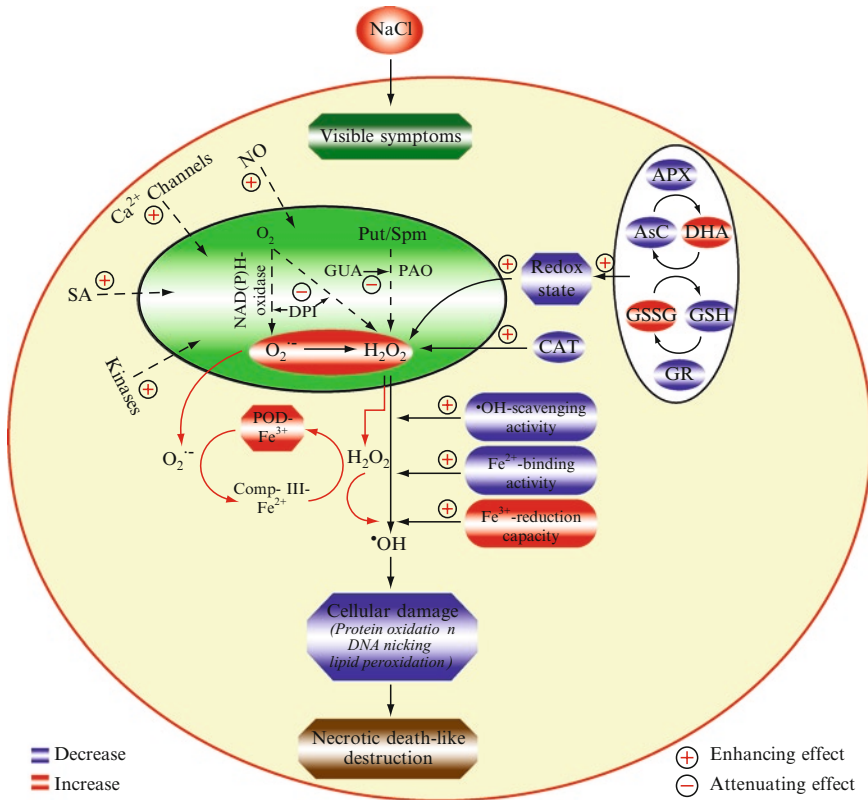 NaCl
Visible symptoms
Ca²⁺ Channels
NO
SA
Kinases
O₂
Put/Spm
NAD(P)H-
oxidase
DPI
GUA
PAO
O₂˙⁻
H₂O₂
Redox
state
CAT
APX
AsC
DHA
GSSG
GSH
GR
POD-
Fe³⁺
O₂˙⁻
H₂O₂
Comp- III-
Fe²⁺
•OH-scavenging
activity
Fe²⁺-binding
activity
Fe³⁺-reduction
capacity
•OH
Cellular damage
(Protein oxidatio n
DNA nicking
lipid peroxidation )
Necrotic death-like
destruction
Decrease
Increase
+ Enhancing effect
− Attenuating effect